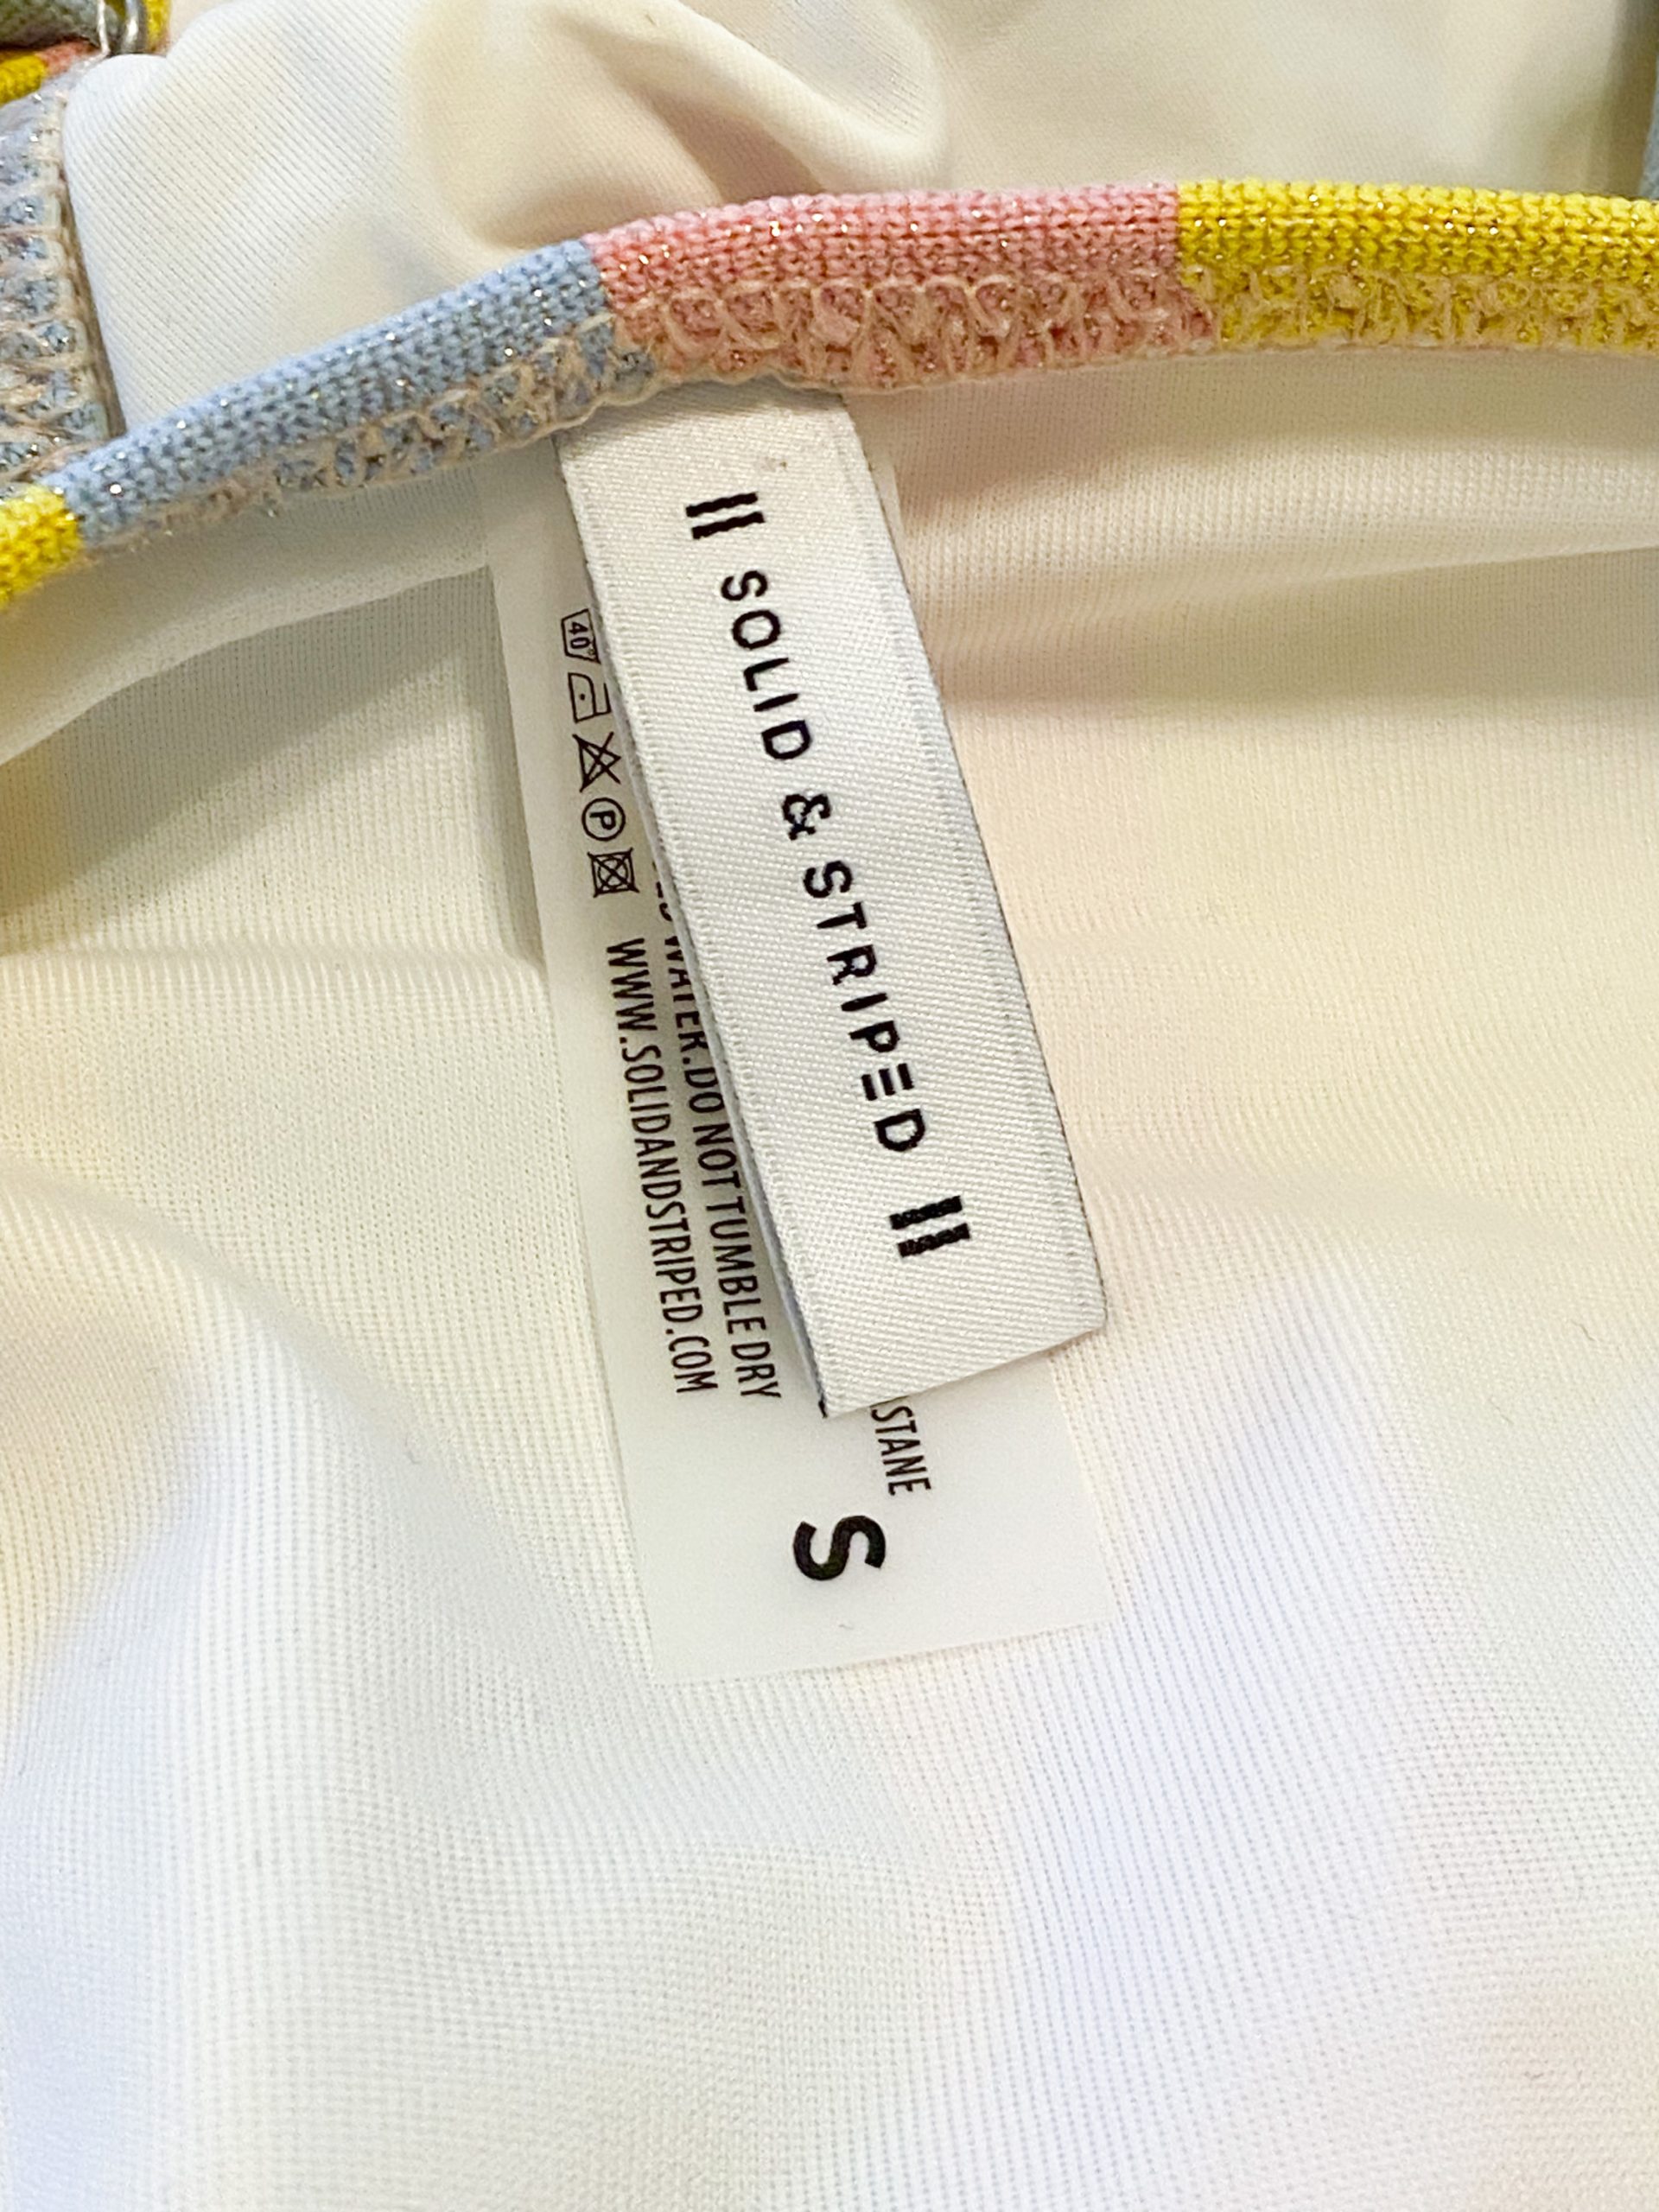 || SOLID & STRIPED ||
STANE
WATER.DO NOT TUMBLE DRY
WWW.SOLIDANDSTRIPED.COM
40°
P
S